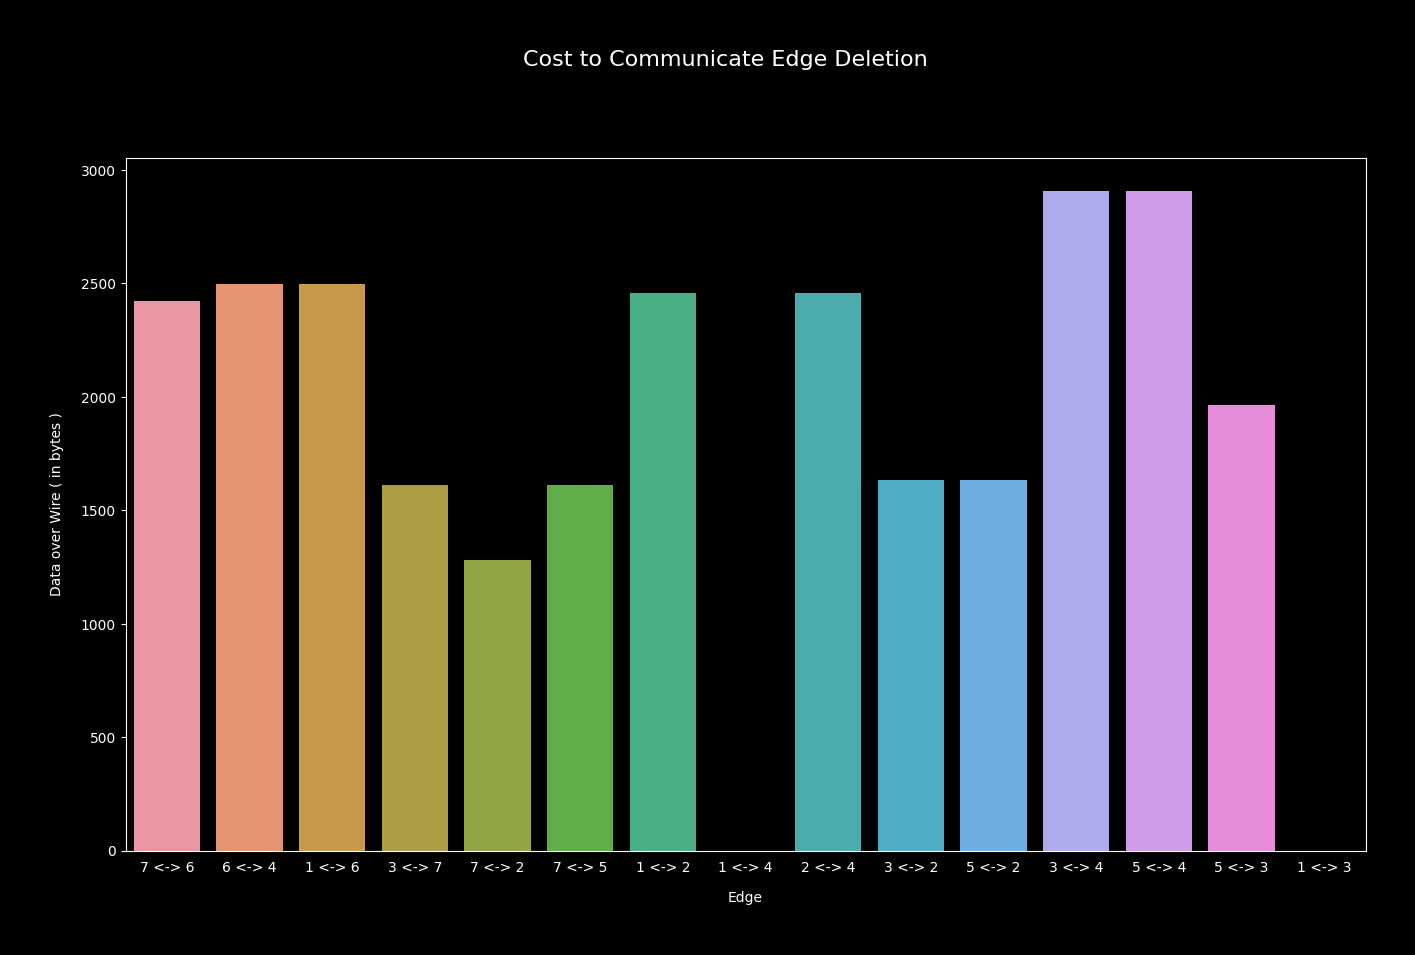 Cost to Communicate Edge Deletion
3000
2500
2000
1500
1000
500
0
Data over Wire ( in bytes )
7 <-> 6 6 <-> 4 1 <-> 6 3 <-> 7 7 <-> 2 7 <-> 5 1 <-> 2 1 <-> 4 2 <-> 4 3 <-> 2 5 <-> 2 3 <-> 4 5 <-> 4 5 <-> 3 1 <-> 3
Edge